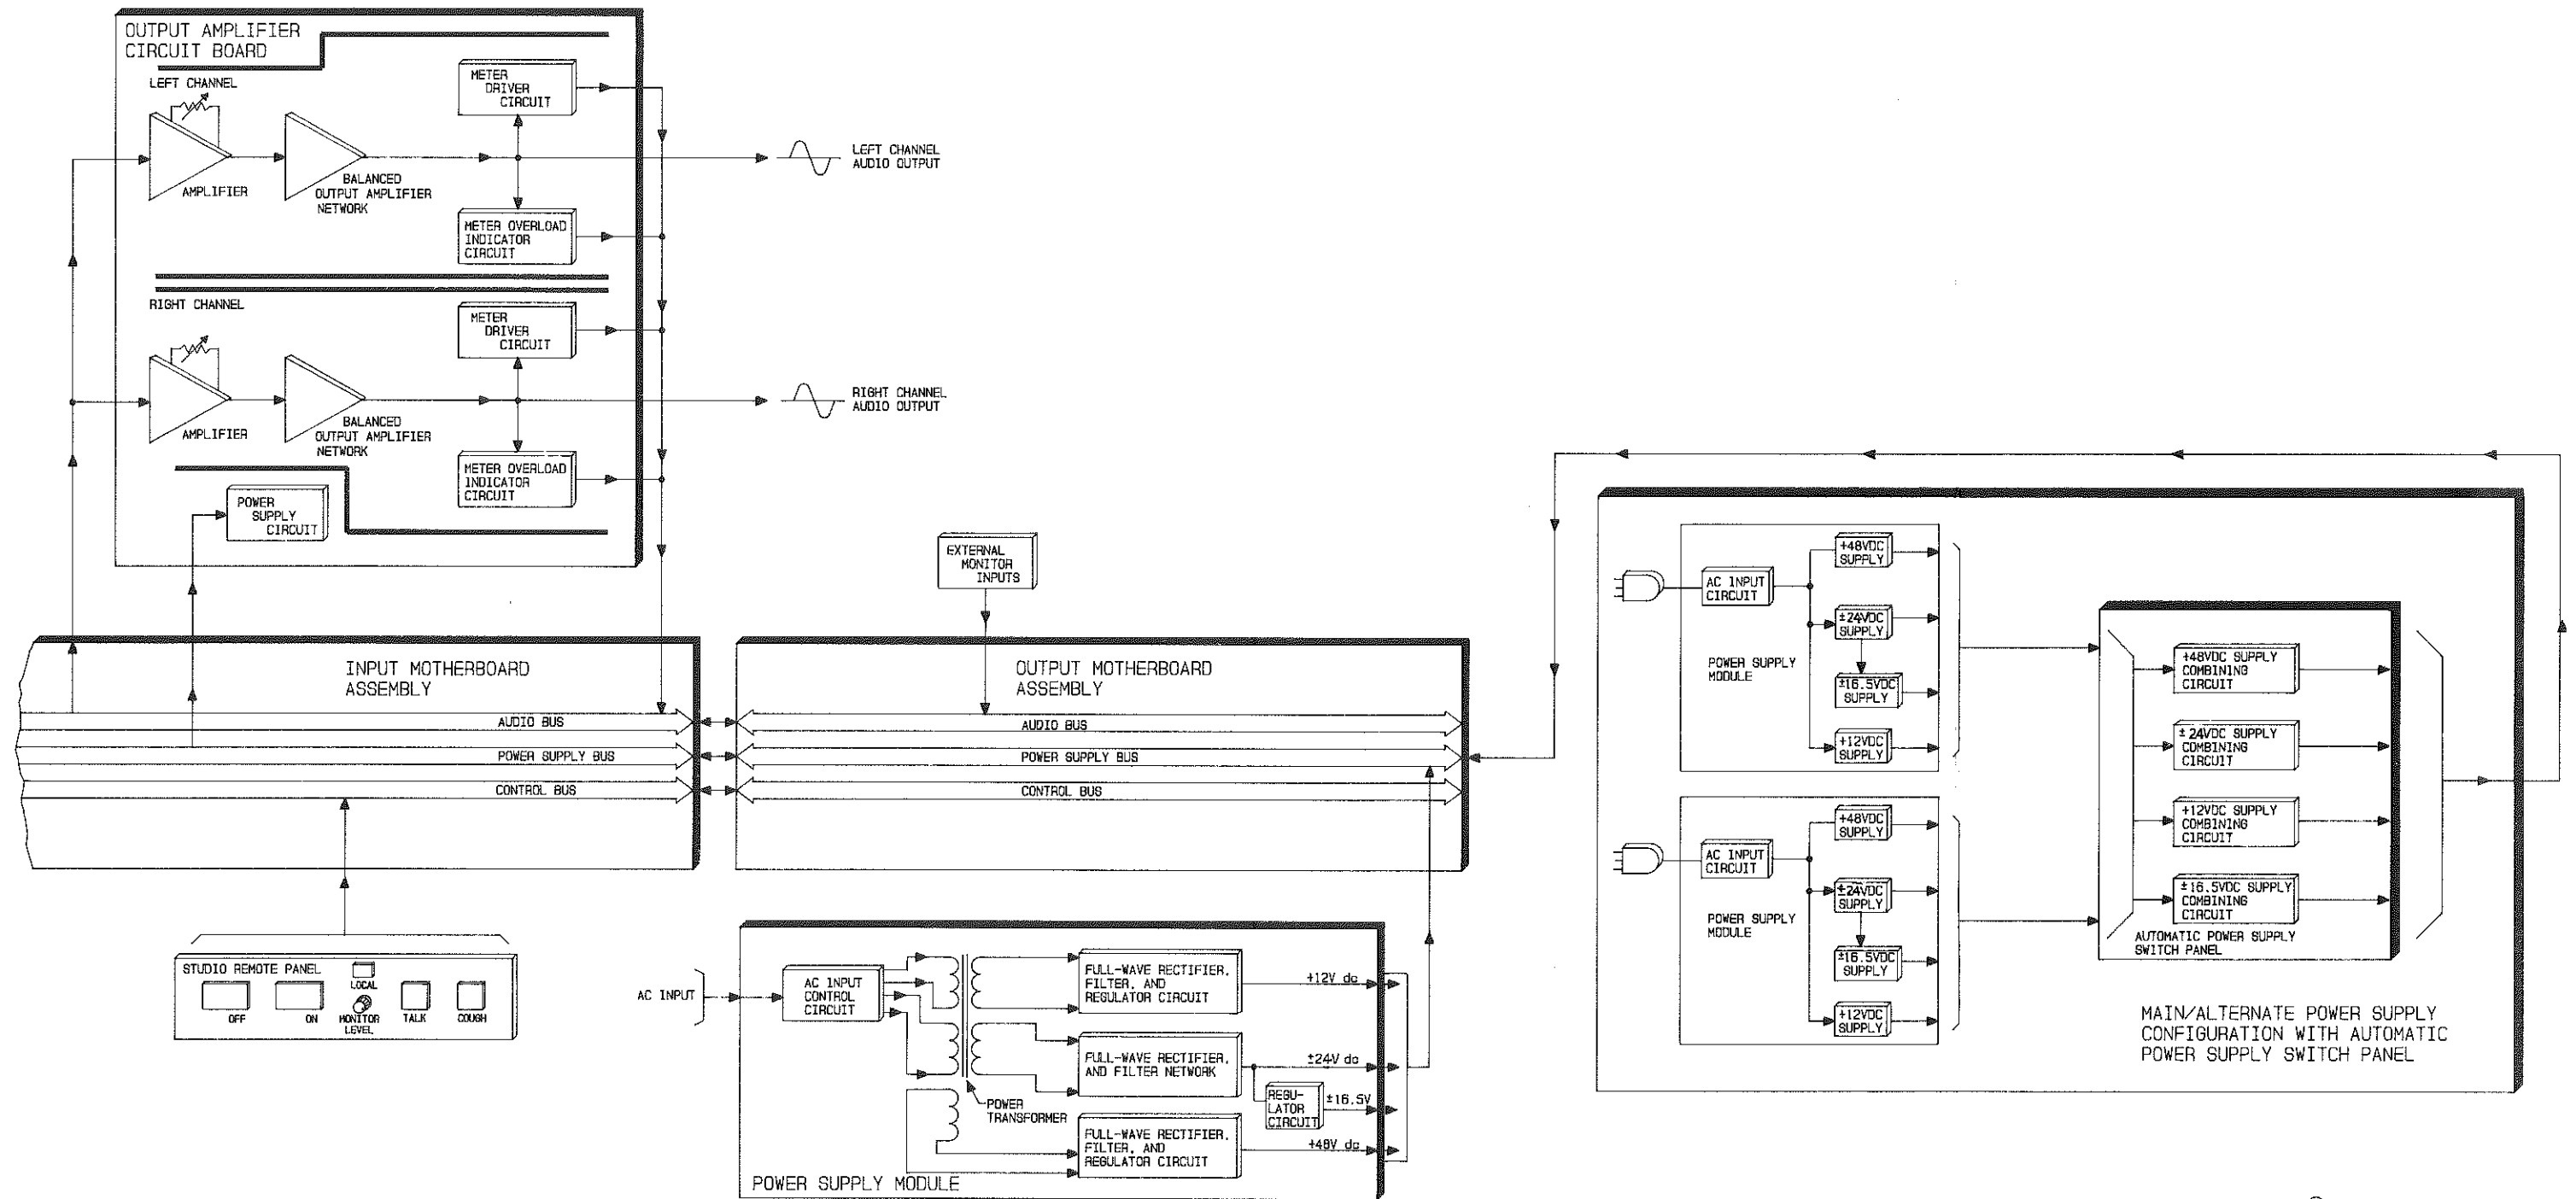 OUTPUT AMPLIFIER
CIRCUIT BOARD
LEFT CHANNEL
AMPLIFIER
BALANCED
OUTPUT AMPLIFIER
NETWORK
METER
DRIVER
CIRCUIT
METER OVERLOAD
INDICATOR
CIRCUIT
LEFT CHANNEL
AUDIO OUTPUT
RIGHT CHANNEL
AMPLIFIER
BALANCED
OUTPUT AMPLIFIER
NETWORK
METER
DRIVER
CIRCUIT
METER OVERLOAD
INDICATOR
CIRCUIT
RIGHT CHANNEL
AUDIO OUTPUT
POWER
SUPPLY
CIRCUIT
EXTERNAL
MONITOR
INPUTS
INPUT MOTHERBOARD
ASSEMBLY
AUDIO BUS
POWER SUPPLY BUS
CONTROL BUS
OUTPUT MOTHERBOARD
ASSEMBLY
AUDIO BUS
POWER SUPPLY BUS
CONTROL BUS
STUDIO REMOTE PANEL
LOCAL
OFF
ON
MONITOR
LEVEL
TALK
COUGH
AC INPUT
AC INPUT
CONTROL
CIRCUIT
POWER
TRANSFORMER
FULL-WAVE RECTIFIER,
FILTER, AND
REGULATOR CIRCUIT
+12V dc
FULL-WAVE RECTIFIER,
AND FILTER NETWORK
±24V dc
REGU-
LATOR
CIRCUIT
±16.5V
FULL-WAVE RECTIFIER,
FILTER, AND
REGULATOR CIRCUIT
+48V dc
POWER SUPPLY MODULE
AC INPUT
CIRCUIT
+48VDC
SUPPLY
±24VDC
SUPPLY
±16.5VDC
SUPPLY
+12VDC
SUPPLY
POWER SUPPLY
MODULE
AC INPUT
CIRCUIT
+48VDC
SUPPLY
±24VDC
SUPPLY
±16.5VDC
SUPPLY
+12VDC
SUPPLY
POWER SUPPLY
MODULE
+48VDC SUPPLY
COMBINING
CIRCUIT
±24VDC SUPPLY
COMBINING
CIRCUIT
+12VDC SUPPLY
COMBINING
CIRCUIT
±16.5VDC SUPPLY
COMBINING
CIRCUIT
AUTOMATIC POWER SUPPLY
SWITCH PANEL
MAIN/ALTERNATE POWER SUPPLY
CONFIGURATION WITH AUTOMATIC
POWER SUPPLY SWITCH PANEL